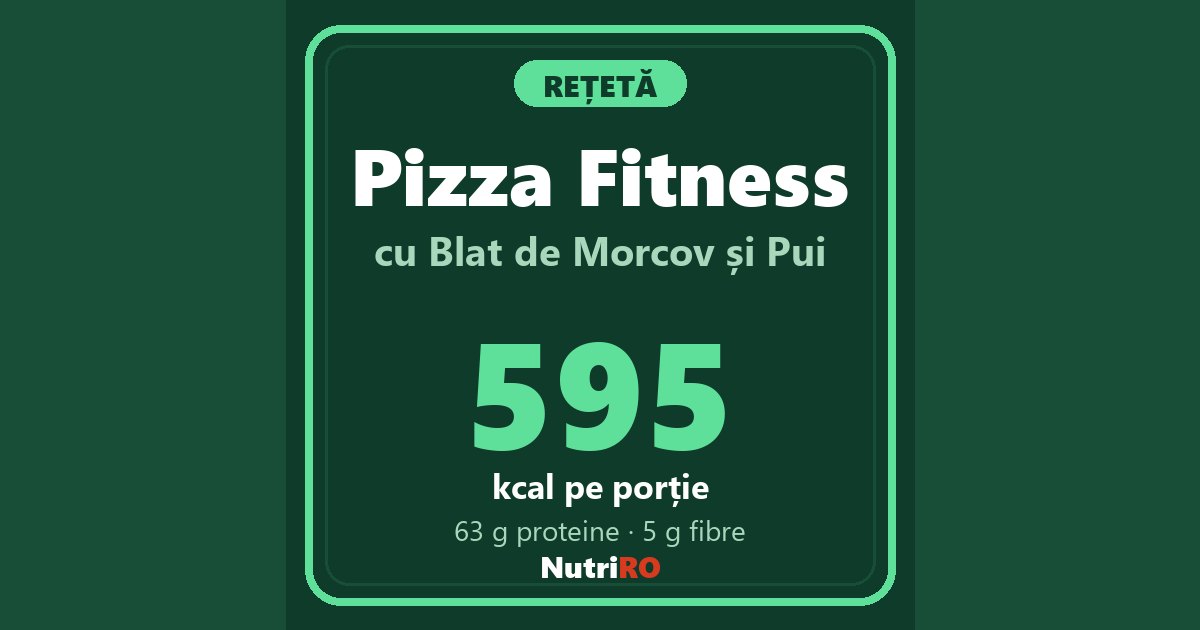 REȚETĂ
Pizza Fitness
cu Blat de Morcov și Pui
595
kcal pe porție
63 g proteine · 5 g fibre
NutriRO